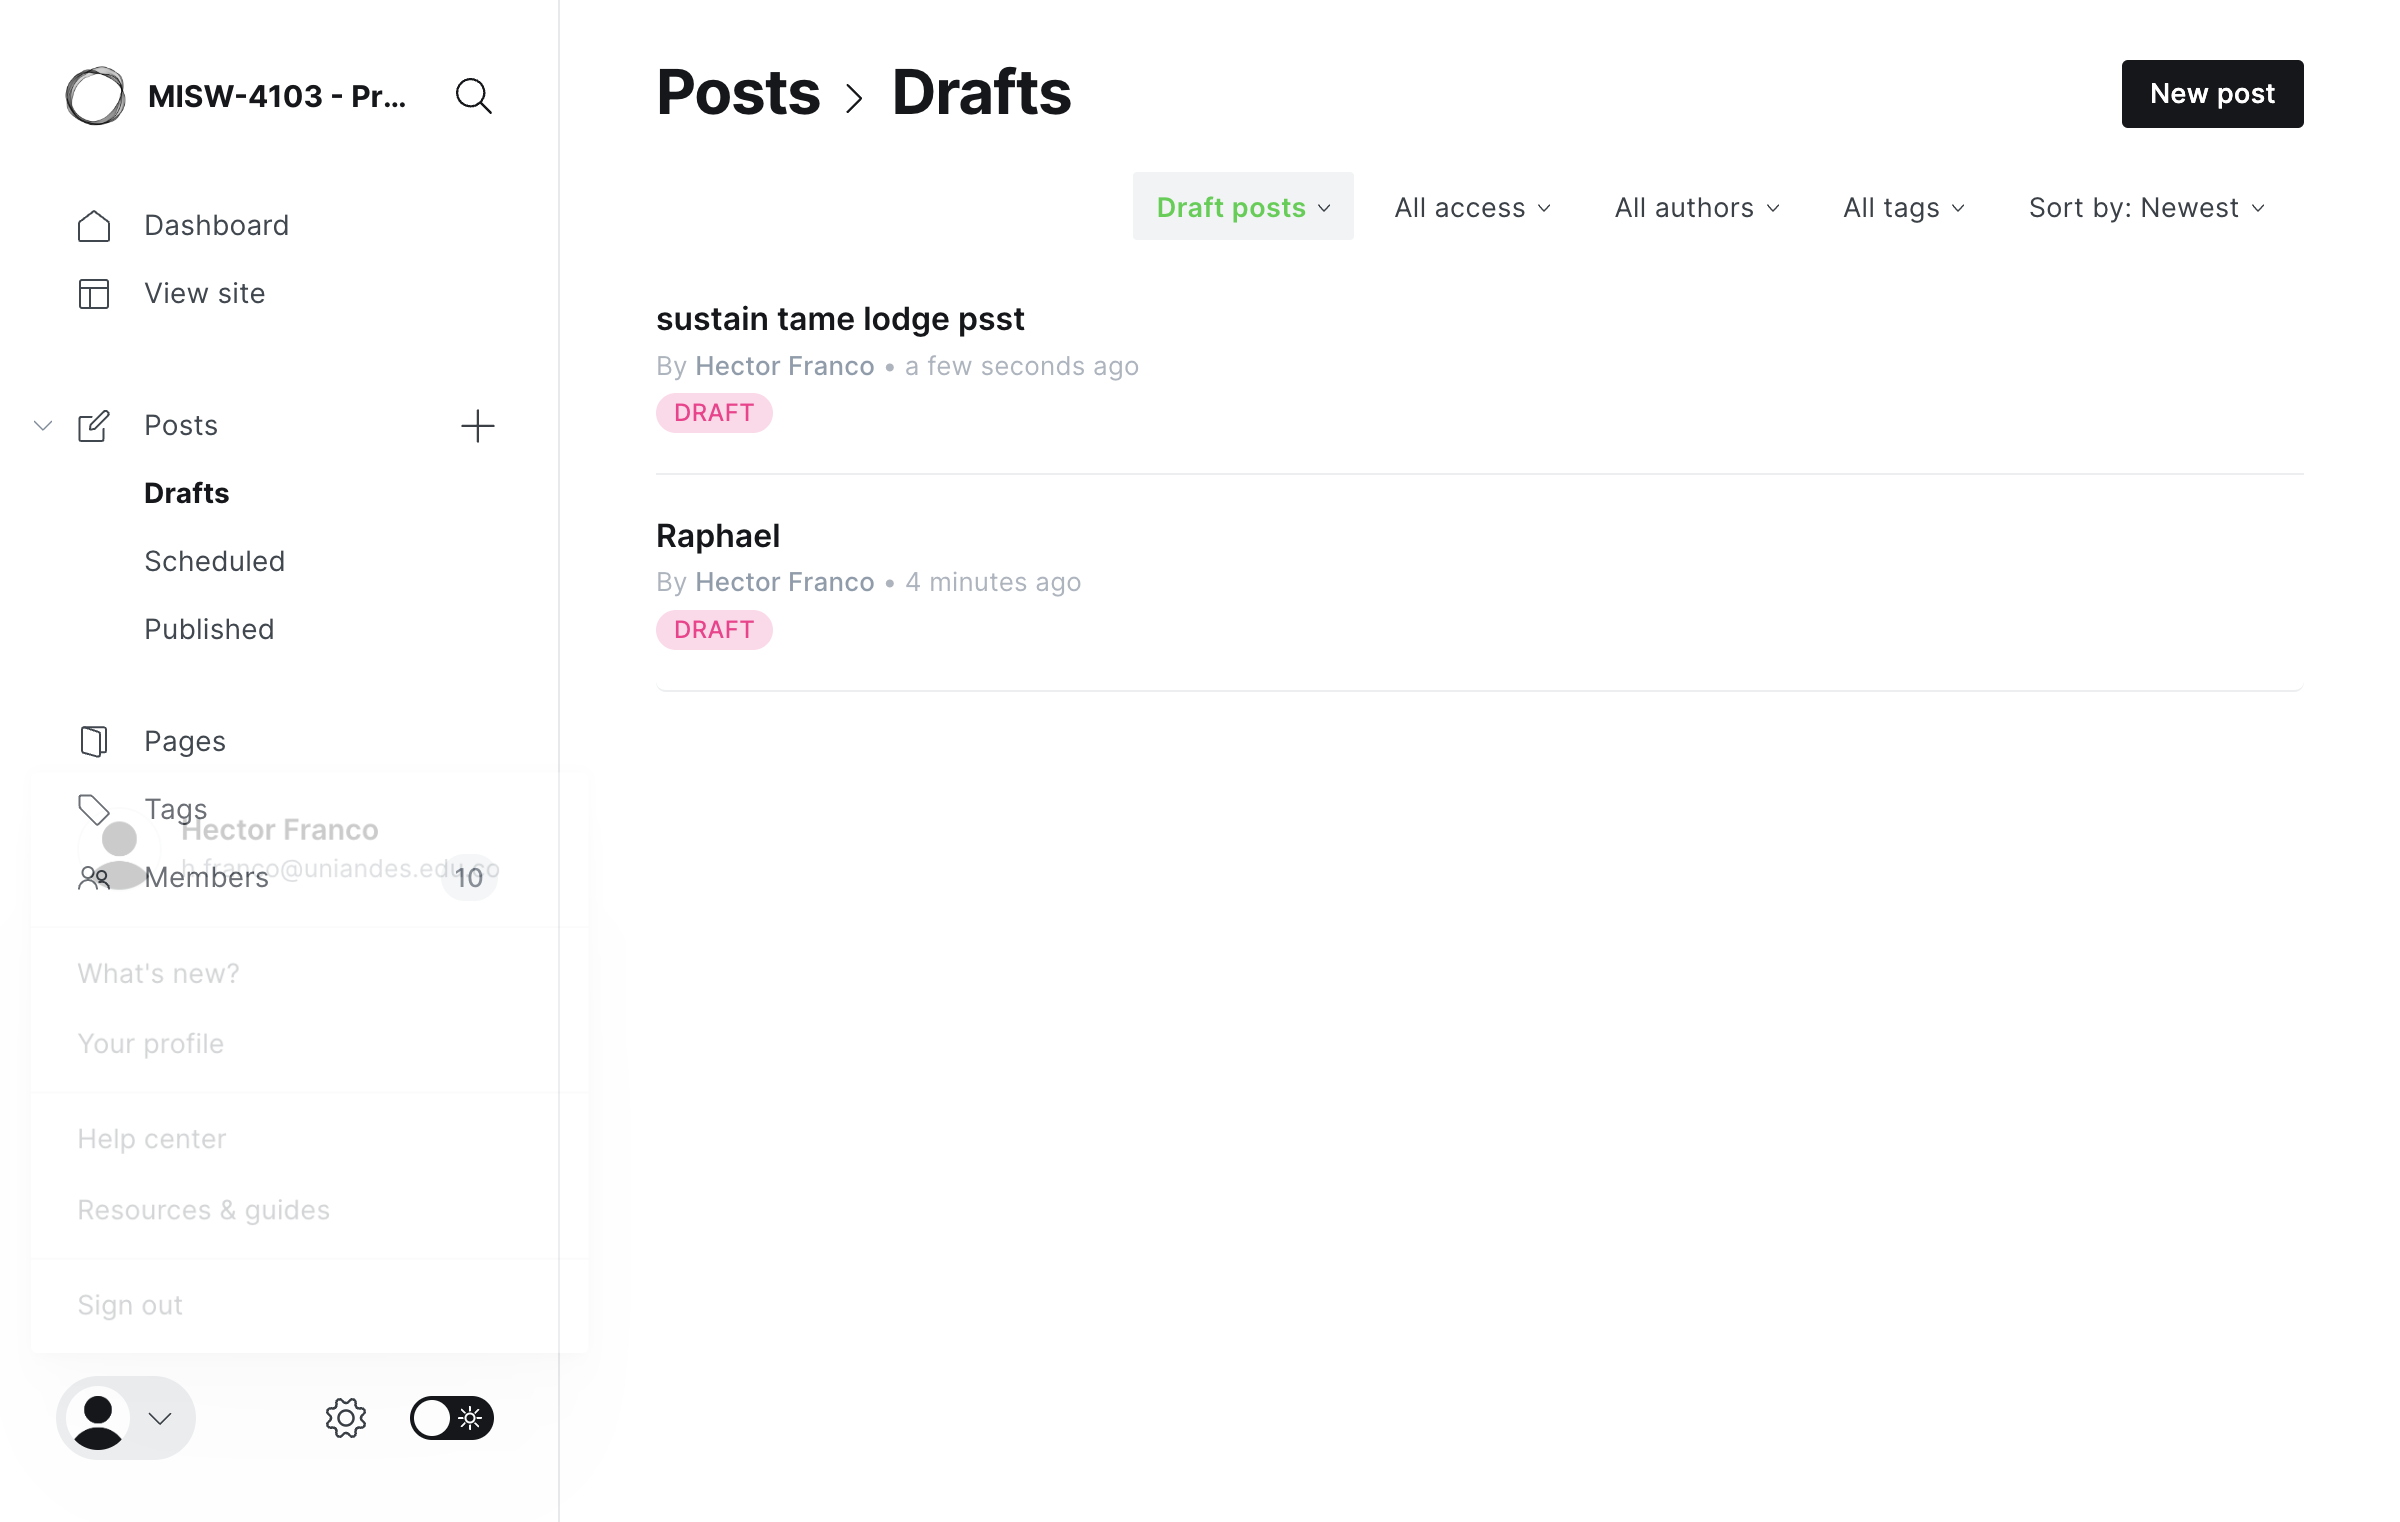 MISW-4103 - Pr...
Dashboard
View site
Posts
Drafts
Scheduled
Published
Pages
Tags
Members 10
Hector Franco
h.franco@uniandes.edu.co
What's new?
Your profile
Help center
Resources & guides
Sign out
Posts > Drafts
New post
Draft posts
All access
All authors
All tags
Sort by: Newest
sustain tame lodge psst
By Hector Franco • a few seconds ago
DRAFT
Raphael
By Hector Franco • 4 minutes ago
DRAFT